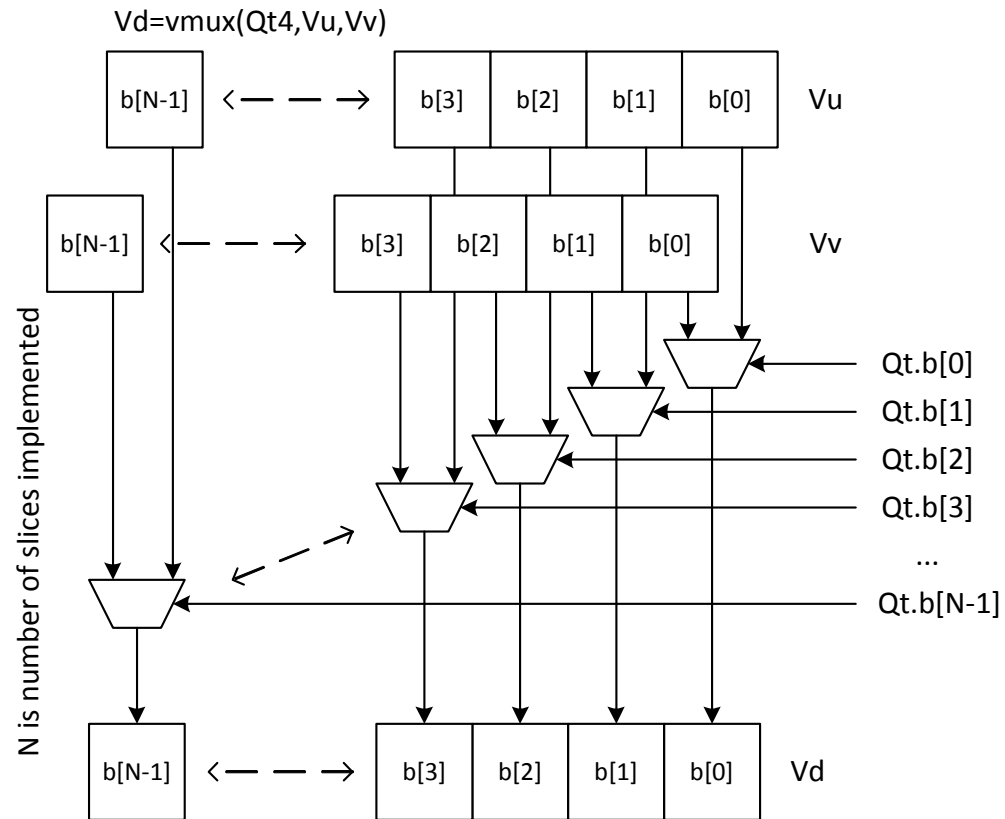 Vd=vmux(Qt4,Vu,Vv)
b[N-1] b[3] b[2] b[1] b[0] Vu
b[N-1] b[3] b[2] b[1] b[0] Vv
Qt.b[0]
Qt.b[1]
Qt.b[2]
Qt.b[3]
...
Qt.b[N-1]
N is number of slices implemented
b[N-1] b[3] b[2] b[1] b[0] Vd